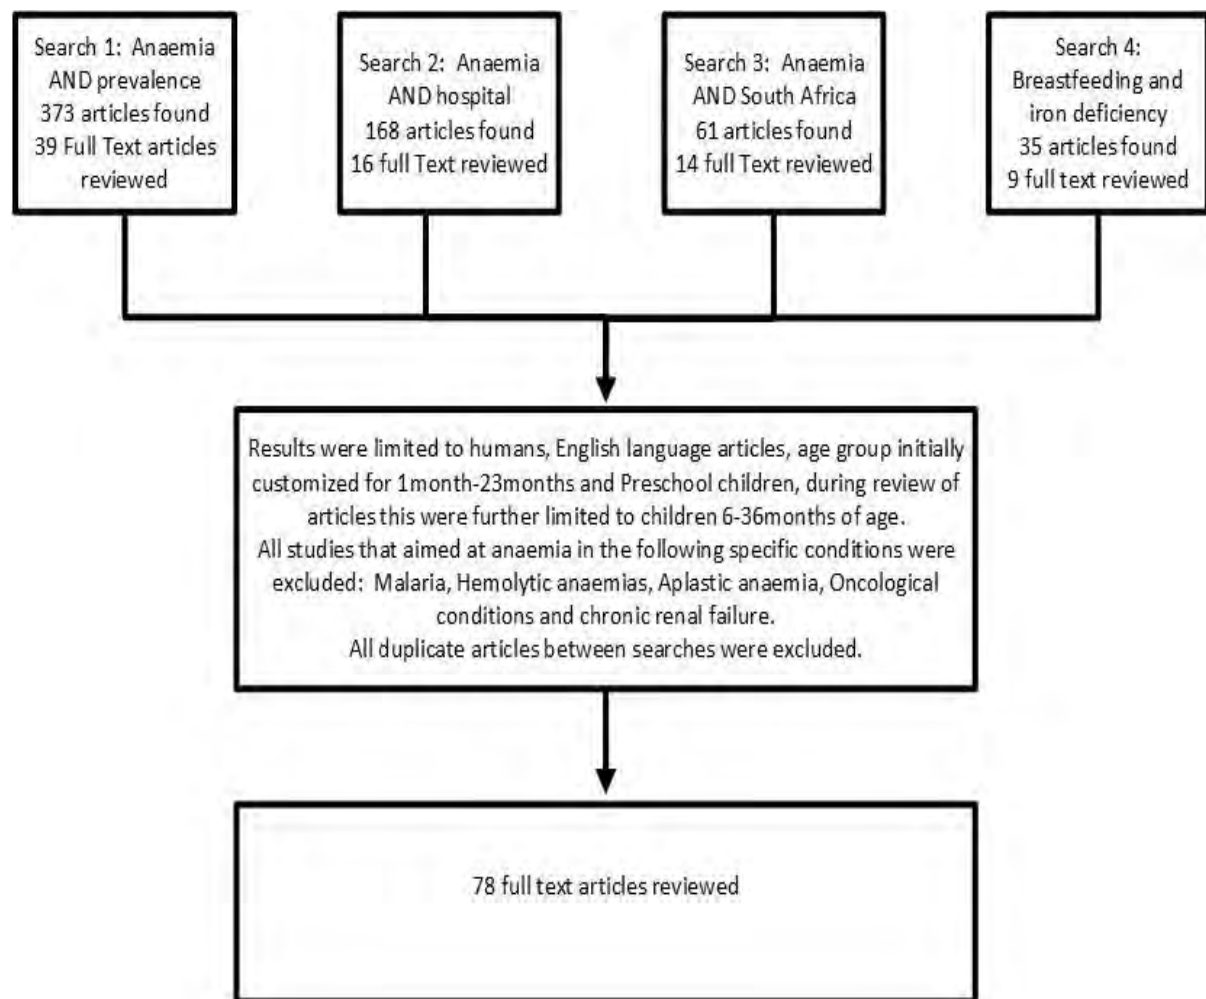 Search 1: Anaemia
AND prevalence
373 articles found
39 Full Text articles
reviewed
Search 2: Anaemia
AND hospital
168 articles found
16 full Text reviewed
Search 3: Anaemia
AND South Africa
61 articles found
14 full Text reviewed
Search 4:
Breastfeeding and
iron deficiency
35 articles found
9 full text reviewed
Results were limited to humans, English language articles, age group initially
customized for 1month-23months and Preschool children, during review of
articles this were further limited to children 6-36months of age.
All studies that aimed at anaemia in the following specific conditions were
excluded: Malaria, Hemolytic anaemias, Aplastic anaemia, Oncological
conditions and chronic renal failure.
All duplicate articles between searches were excluded.
78 full text articles reviewed